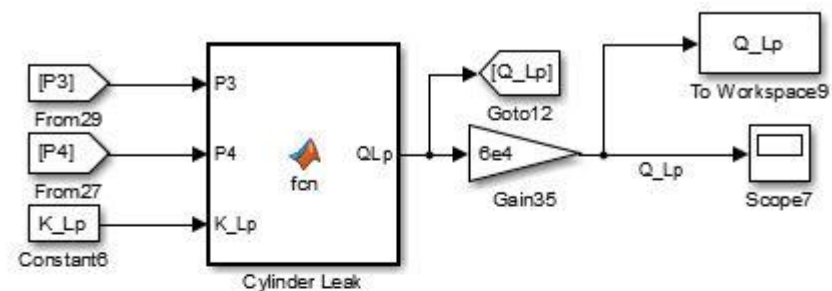 [P3]
From29
[P4]
From27
K_Lp
Constant6
P3
P4
K_Lp
fcn
QLp
Cylinder Leak
[Q_Lp]
Goto12
6e4
Gain35
Q_Lp
To Workspace9
Q_Lp
Scope7